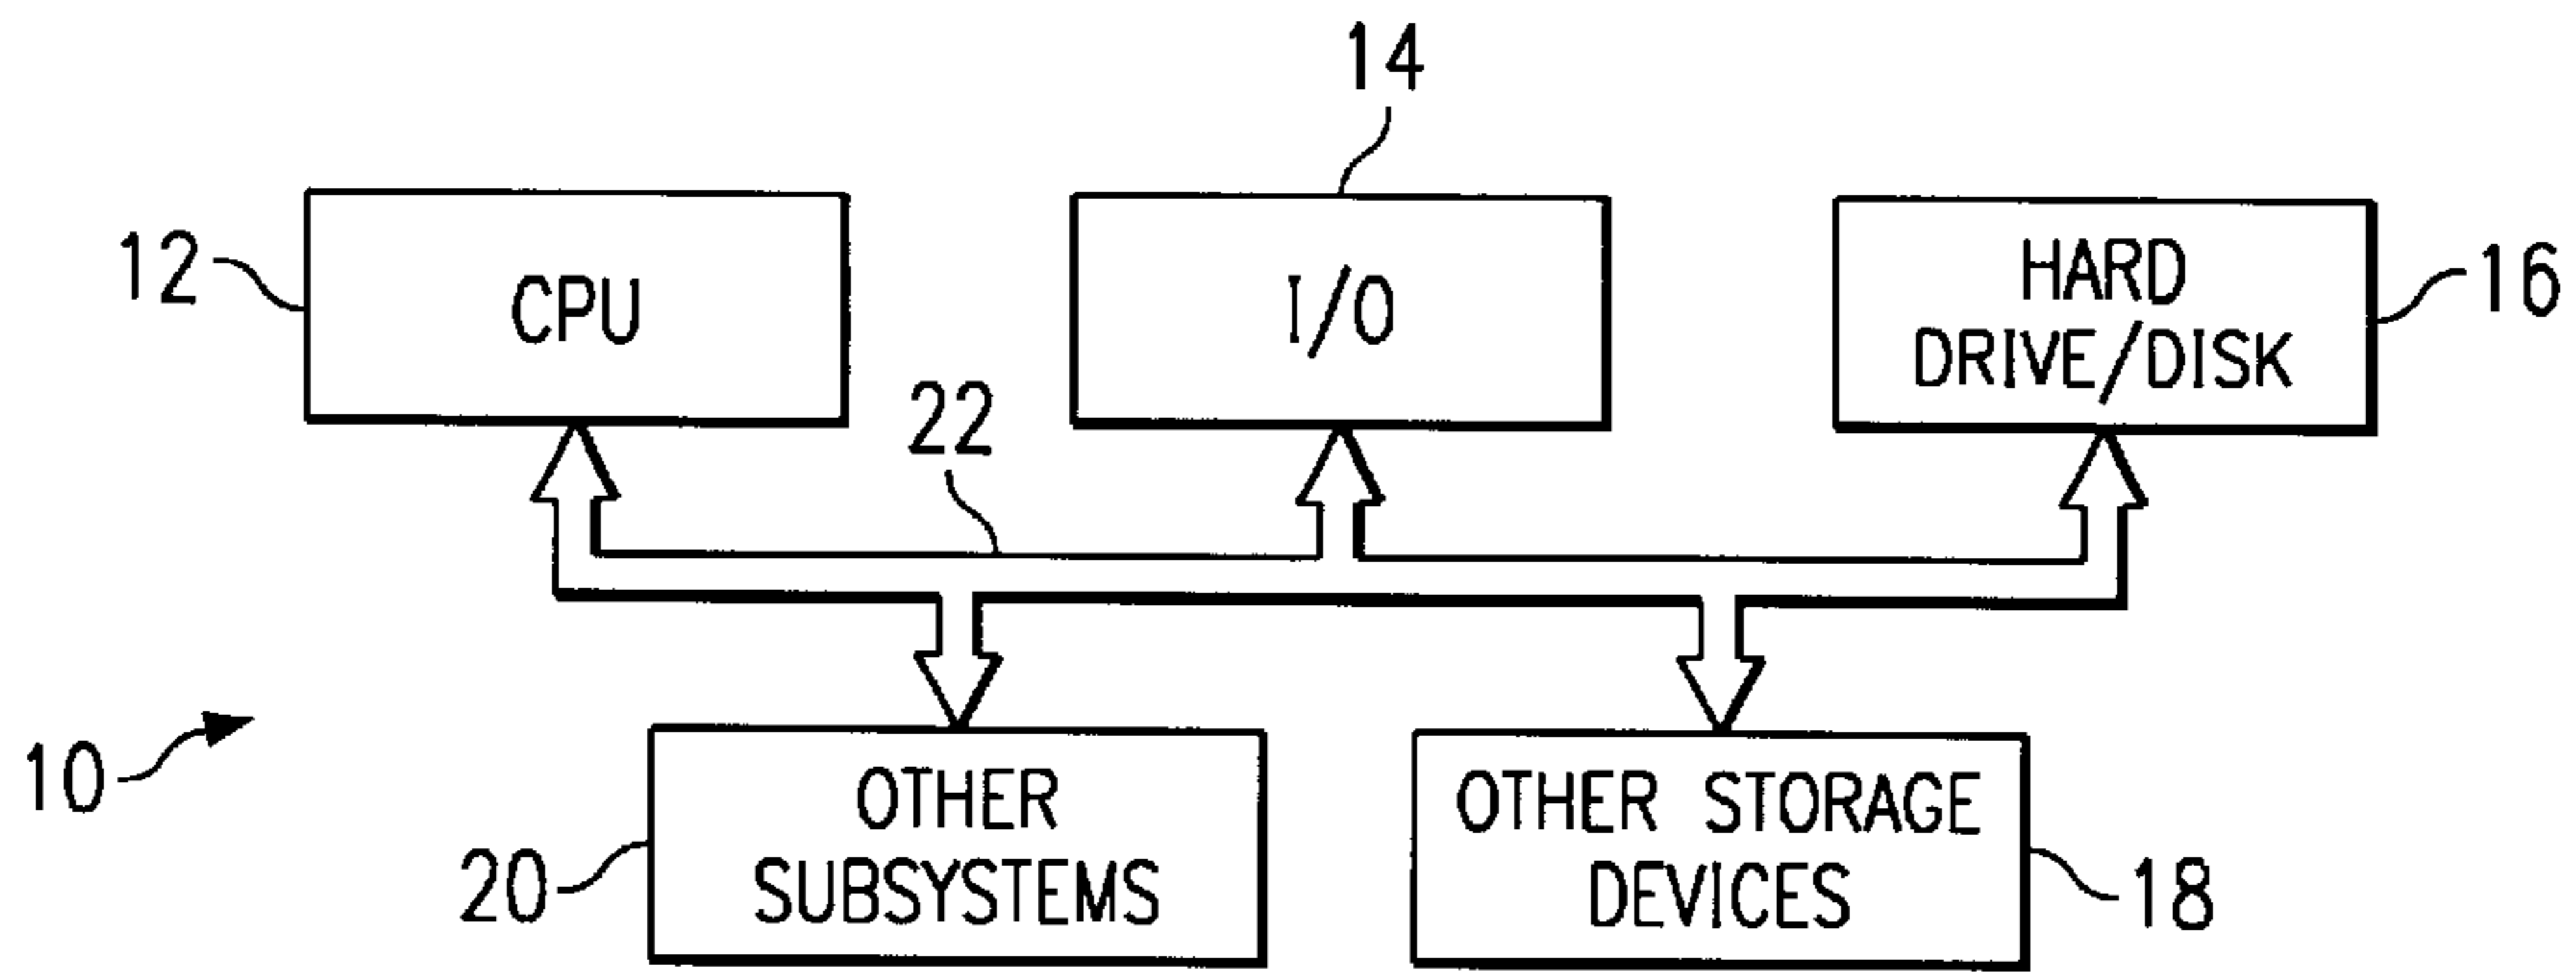 14
12
CPU
I/O
HARD
DRIVE/DISK
16
22
10
OTHER
SUBSYSTEMS
20
OTHER STORAGE
DEVICES
18